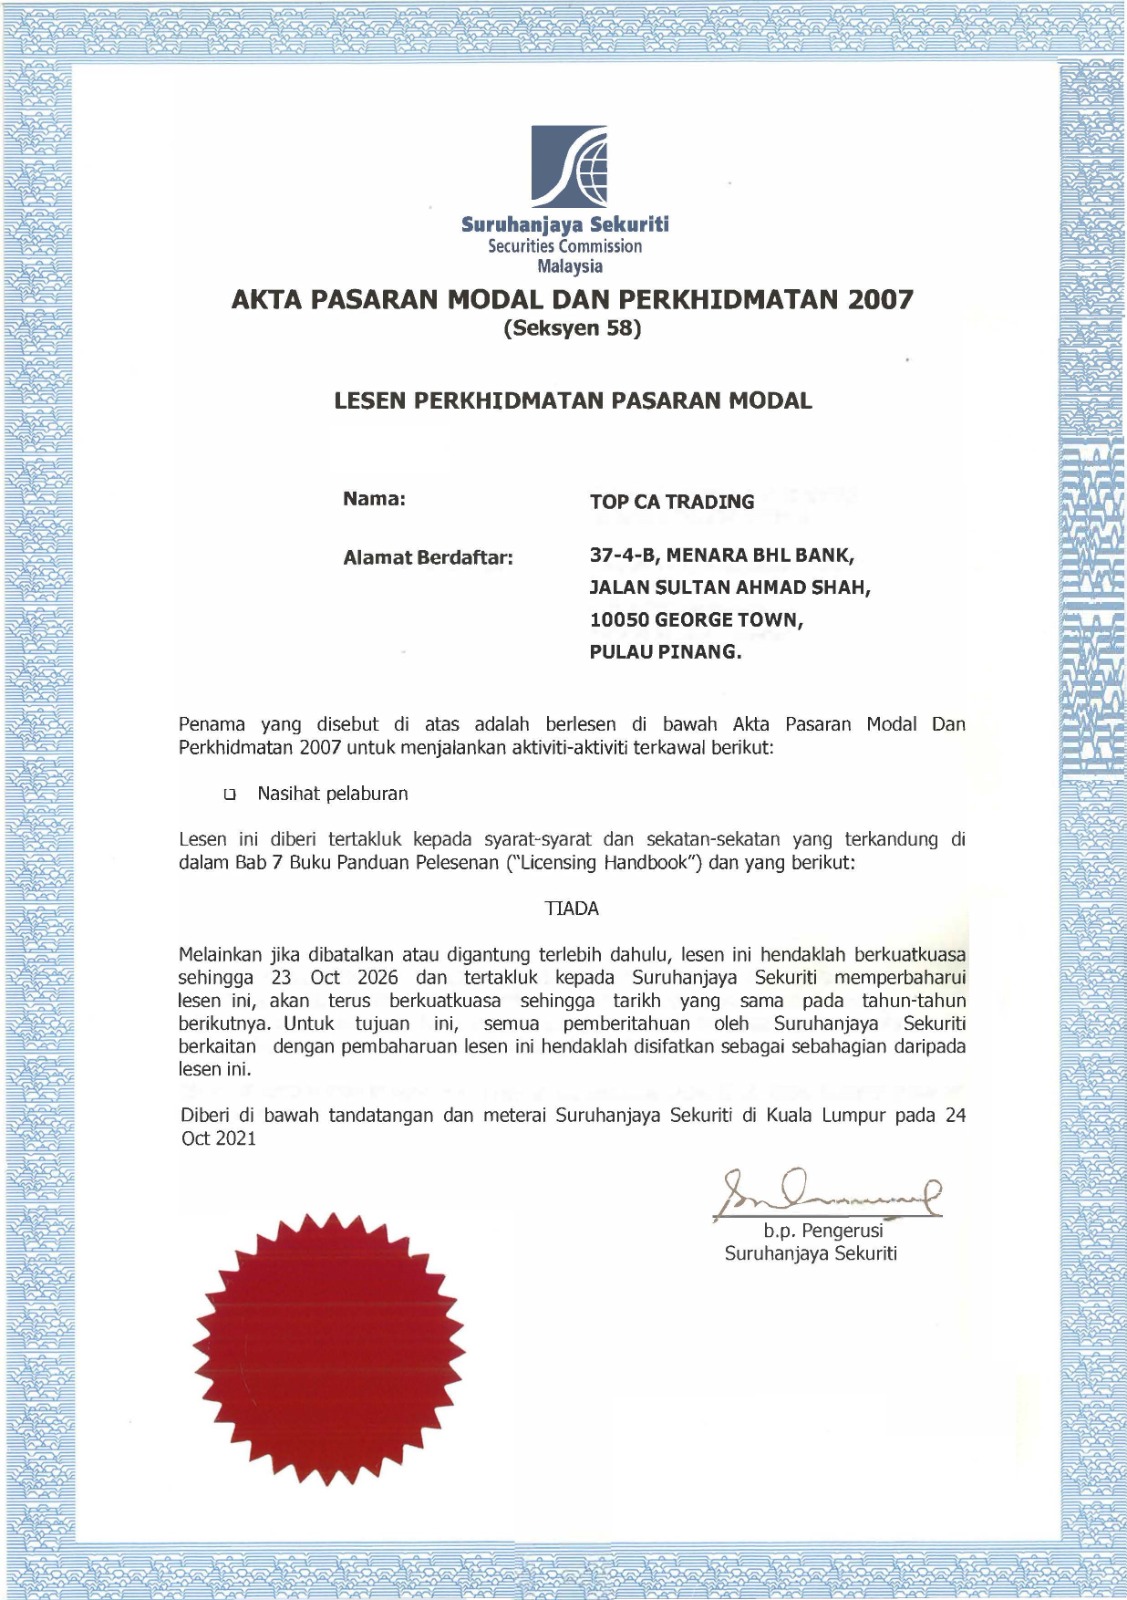 Suruhanjaya Sekuriti
Securities Commission
Malaysia
AKTA PASARAN MODAL DAN PERKHIDMATAN 2007
(Seksyen 58)
LESEN PERKHIDMATAN PASARAN MODAL
Nama: TOP CA TRADING
Alamat Berdaftar: 37-4-B, MENARA BHL BANK,
JALAN SULTAN AHMAD SHAH,
10050 GEORGE TOWN,
PULAU PINANG.
Penama yang disebut di atas adalah berlesen di bawah Akta Pasaran Modal Dan
Perkhidmatan 2007 untuk menjalankan aktiviti-aktiviti terkawal berikut:
❑ Nasihat pelaburan
Lesen ini diberi tertakluk kepada syarat-syarat dan sekatan-sekatan yang terkandung di
dalam Bab 7 Buku Panduan Pelesenan (“Licensing Handbook”) dan yang berikut:
TIADA
Melainkan jika dibatalkan atau digantung terlebih dahulu, lesen ini hendaklah berkuatkuasa
sehingga 23 Oct 2026 dan tertakluk kepada Suruhanjaya Sekuriti memperbaharui
lesen ini, akan terus berkuatkuasa sehingga tarikh yang sama pada tahun-tahun
berikutnya. Untuk tujuan ini, semua pemberitahuan oleh Suruhanjaya Sekuriti
berkaitan dengan pembaharuan lesen ini hendaklah disifatkan sebagai sebahagian daripada
lesen ini.
Diberi di bawah tandatangan dan meterai Suruhanjaya Sekuriti di Kuala Lumpur pada 24
Oct 2021
b.p. Pengerusi
Suruhanjaya Sekuriti